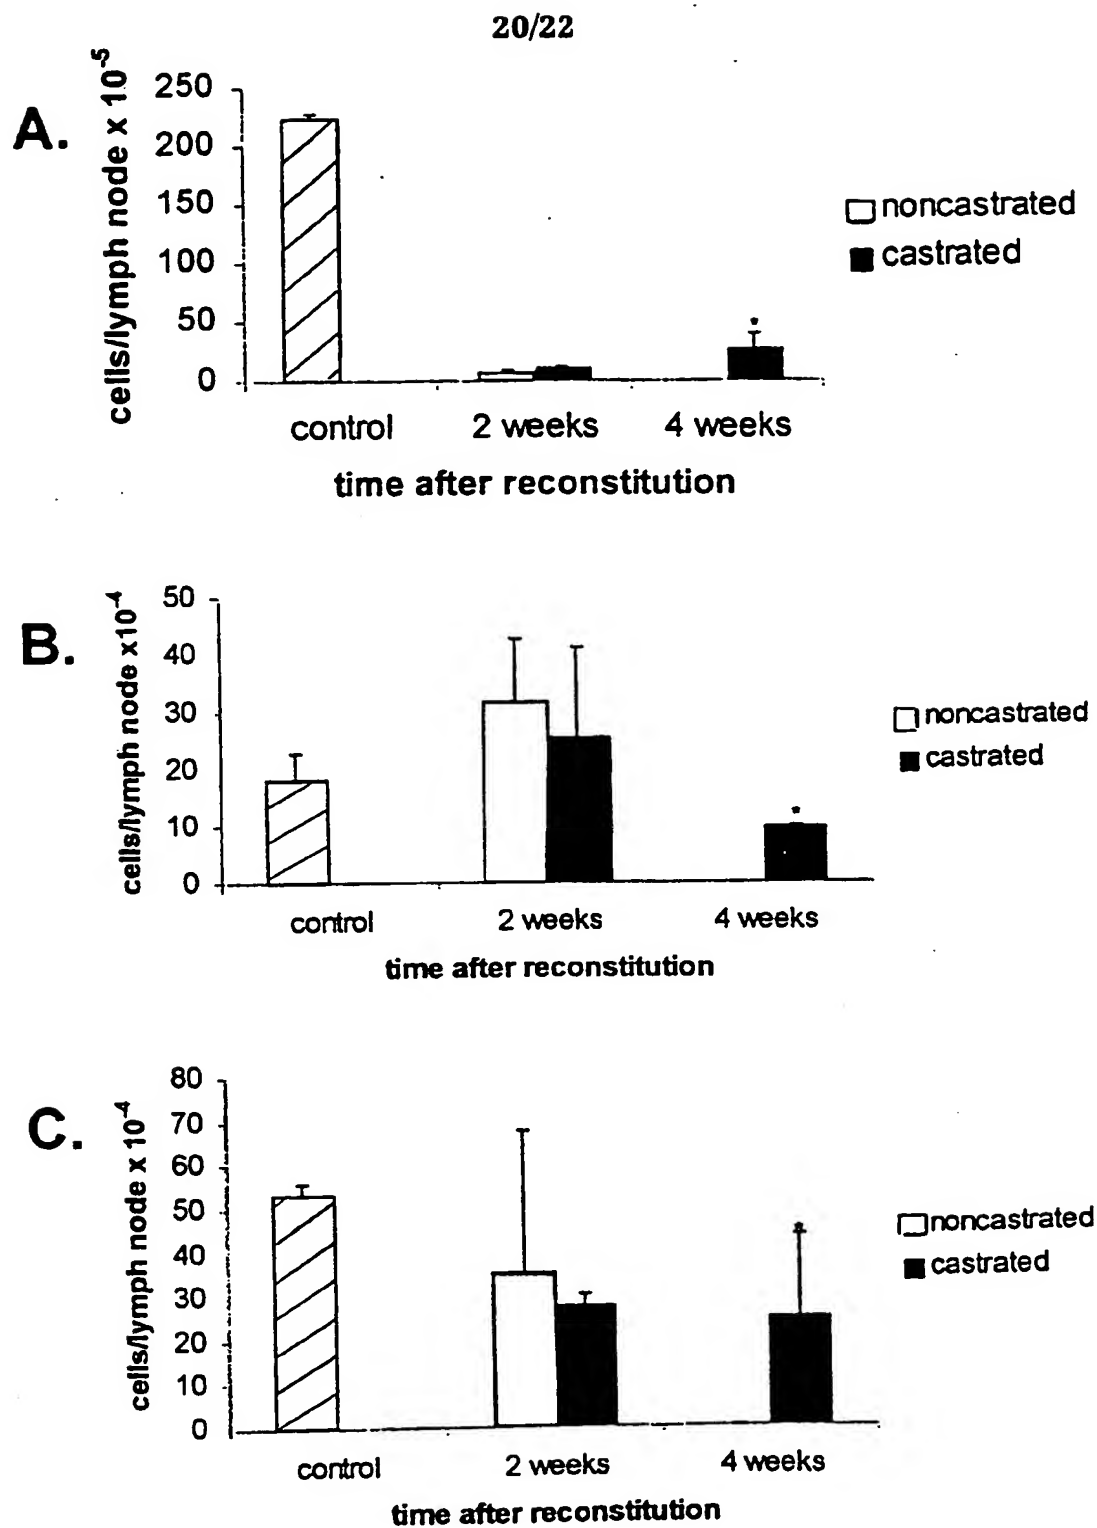 20/22
A.
cells/lymph node x 10-5
250
200
150
100
50
0
noncastrated
castrated
*
control 2 weeks 4 weeks
time after reconstitution
B.
cells/lymph node x10-4
50
40
30
20
10
0
noncastrated
castrated
*
control 2 weeks 4 weeks
time after reconstitution
C.
cells/lymph node x 10-4
80
70
60
50
40
30
20
10
0
noncastrated
castrated
*
control 2 weeks 4 weeks
time after reconstitution